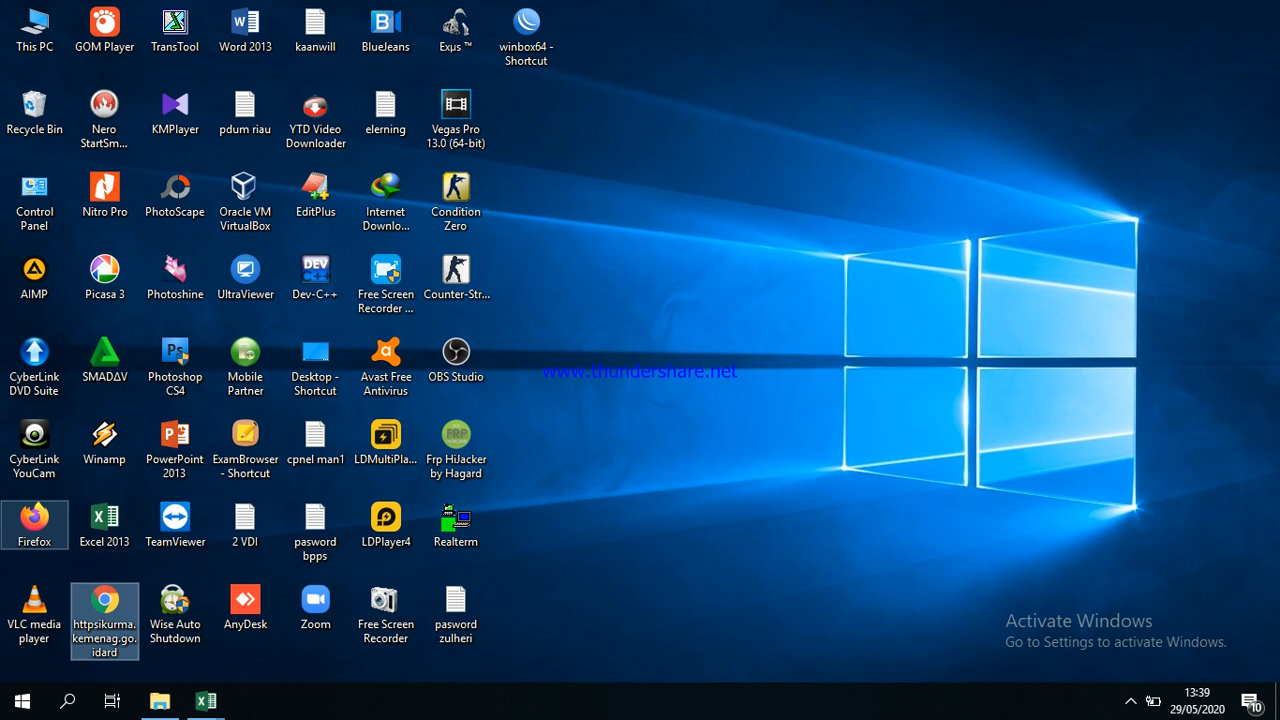 This PC
GOM Player
TransTool
Word 2013
kaanwill
BlueJeans
Exμs ™
winbox64 -
Shortcut
Recycle Bin
Nero
StartSm...
KMPlayer
pdum riau
YTD Video
Downloader
elerning
Vegas Pro
13.0 (64-bit)
Control
Panel
Nitro Pro
PhotoScape
Oracle VM
VirtualBox
EditPlus
Internet
Downlo...
Condition
Zero
AIMP
Picasa 3
Photoshine
UltraViewer
DEV
C++
Dev-C++
Free Screen
Recorder ...
Counter-Str...
CyberLink
DVD Suite
SMADΔV
Photoshop
CS4
Mobile
Partner
Desktop -
Shortcut
Avast Free
Antivirus
OBS Studio
www.thundershare.net
CyberLink
YouCam
Winamp
PowerPoint
2013
ExamBrowser
- Shortcut
cpnel man1
LDMultiPla...
FRP
Frp HiJacker
by Hagard
Firefox
Excel 2013
TeamViewer
2 VDI
pasword
bpps
LDPlayer4
Realterm
VLC media
player
httpsikurma.
kemenag.go.
idard
Wise Auto
Shutdown
AnyDesk
Zoom
Free Screen
Recorder
pasword
zulheri
Activate Windows
Go to Settings to activate Windows.
13:39
29/05/2020
10